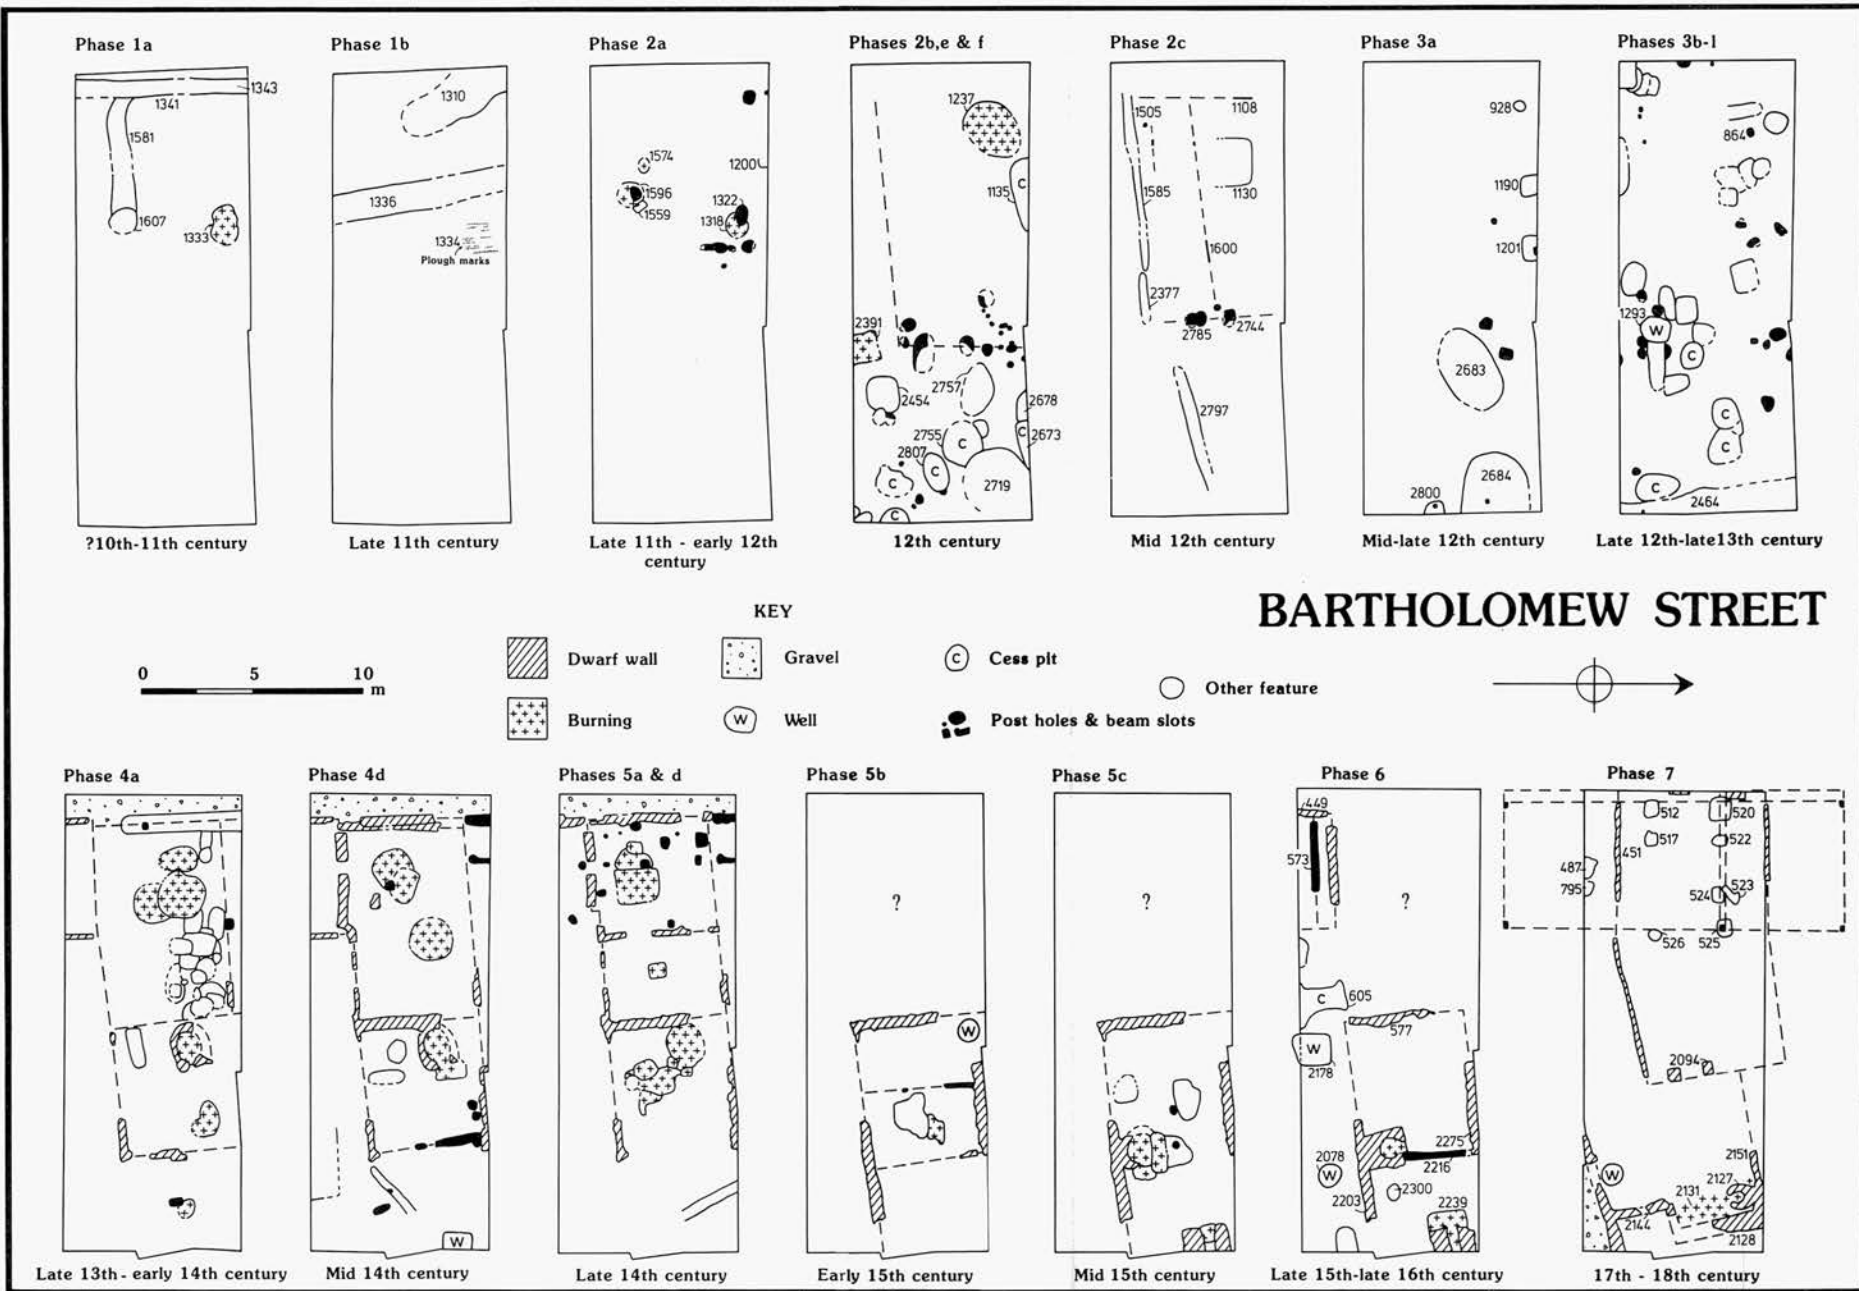 Phase 1a
1343
1341
1581
1607
1333
?10th-11th century
Phase 1b
1310
1336
1334
Plough marks
Late 11th century
Phase 2a
1574
1200
1596
1322
1559
1318
Late 11th - early 12th
century
Phases 2b,e & f
1237
C
1135
2391
2757
2454
2678
2755
C
2673
2807
C
C
2719
C
12th century
Phase 2c
1505
1108
1585
1130
1600
2377
2785
2744
2797
Mid 12th century
Phase 3a
928
1190
1201
2683
2684
2800
Mid-late 12th century
Phases 3b-l
864
1293
W
C
C
C
C
2464
Late 12th-late13th century
BARTHOLOMEW STREET
KEY
0 5 10
m
Dwarf wall
Gravel
C Cess pit
Other feature
Burning
W Well
Post holes & beam slots
Phase 4a
Late 13th - early 14th century
Phase 4d
W
Mid 14th century
Phases 5a & d
Late 14th century
Phase 5b
?
W
Early 15th century
Phase 5c
?
Mid 15th century
Phase 6
449
573
?
C
605
577
W
2178
2275
2078
W
2216
2300
2203
2239
Late 15th-late 16th century
Phase 7
512
520
517
522
451
487
795
523
524
526
525
2094
2151
W
2127
2131
2144
2128
17th - 18th century